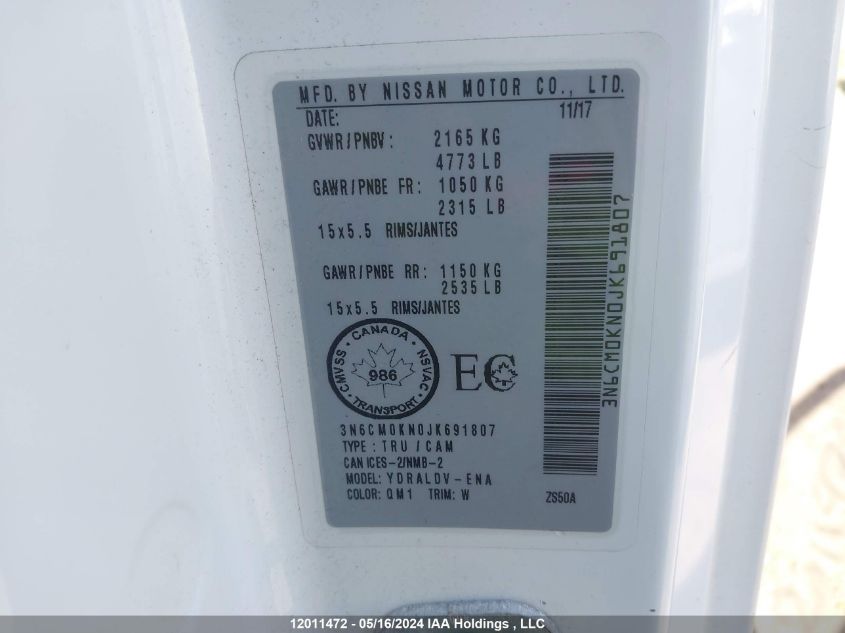 MFD. BY NISSAN MOTOR CO., LTD.
DATE: 11/17
GVWR/PNBV: 2165 KG
4773 LB
GAWR/PNBE FR: 1050 KG
2315 LB
15x5.5 RIMS/JANTES
GAWR/PNBE RR: 1150 KG
2535 LB
15x5.5 RIMS/JANTES
CANADA
CMVSS
NSVAC
986
TRANSPORT
EC
3N6CM0KN0JK691807
TYPE: TRU/CAM
CAN ICES-2/NMB-2
MODEL: YDRALDV-ENA
COLOR: QM1 TRIM: W
ZS50A
3N6CM0KN0JK691807
12011472 - 05/16/2024 IAA Holdings, LLC